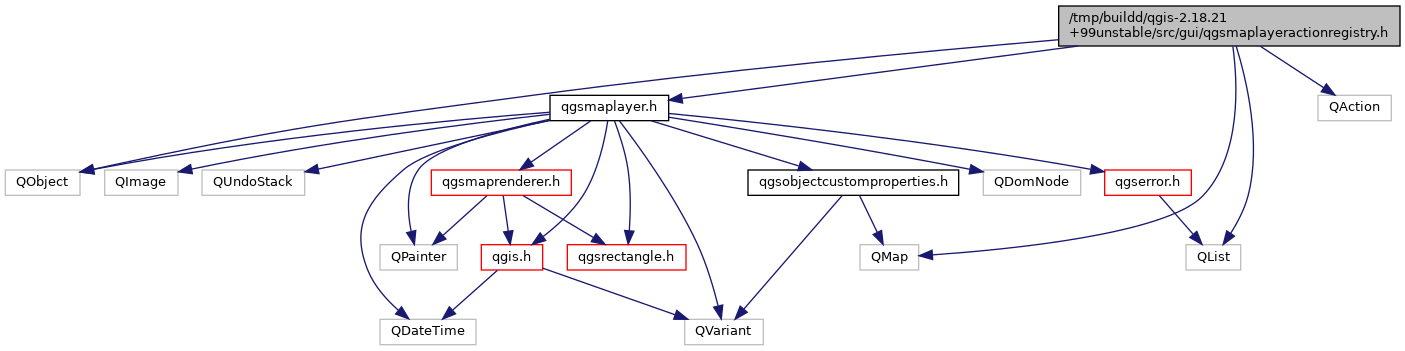 /tmp/buildd/qgis-2.18.21
+99unstable/src/gui/qgsmaplayeractionregistry.h
qgsmaplayer.h
QAction
QObject
QImage
QUndoStack
qgsmaprenderer.h
qgsobjectcustomproperties.h
QDomNode
qgserror.h
QPainter
qgis.h
qgsrectangle.h
QMap
QList
QDateTime
QVariant